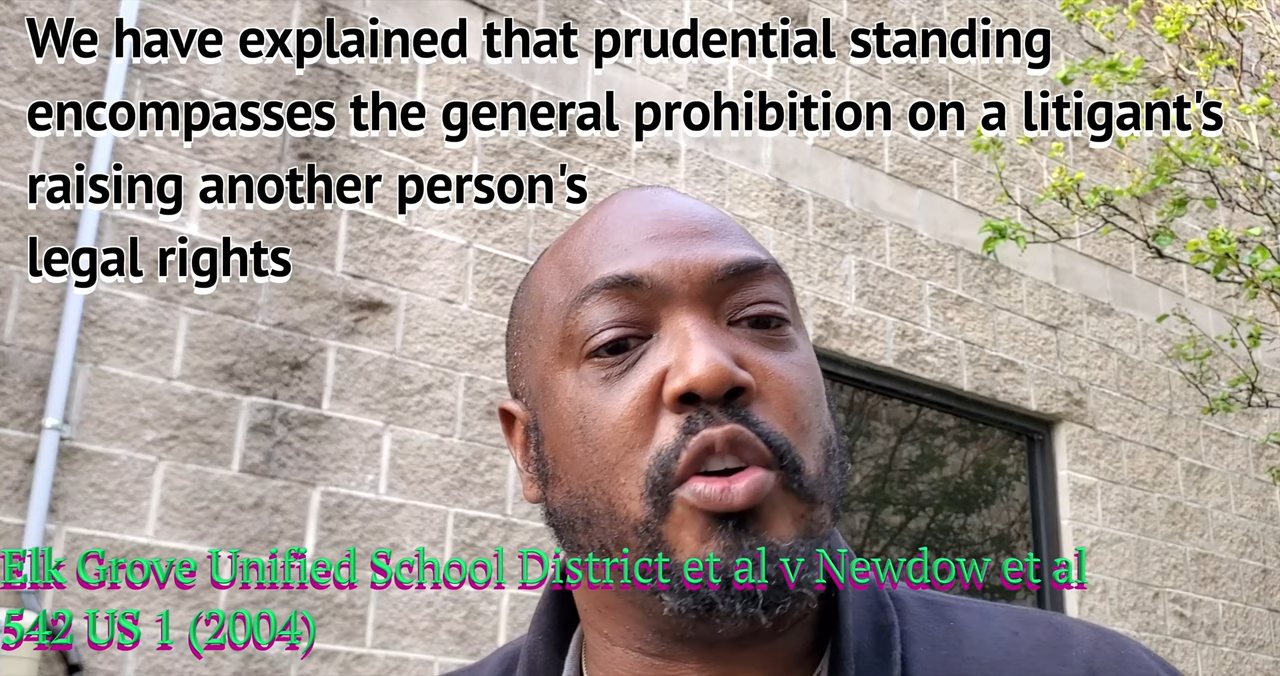 We have explained that prudential standing
encompasses the general prohibition on a litigant's
raising another person's
legal rights
Elk Grove Unified School District et al v Newdow et al
542 US 1 (2004)